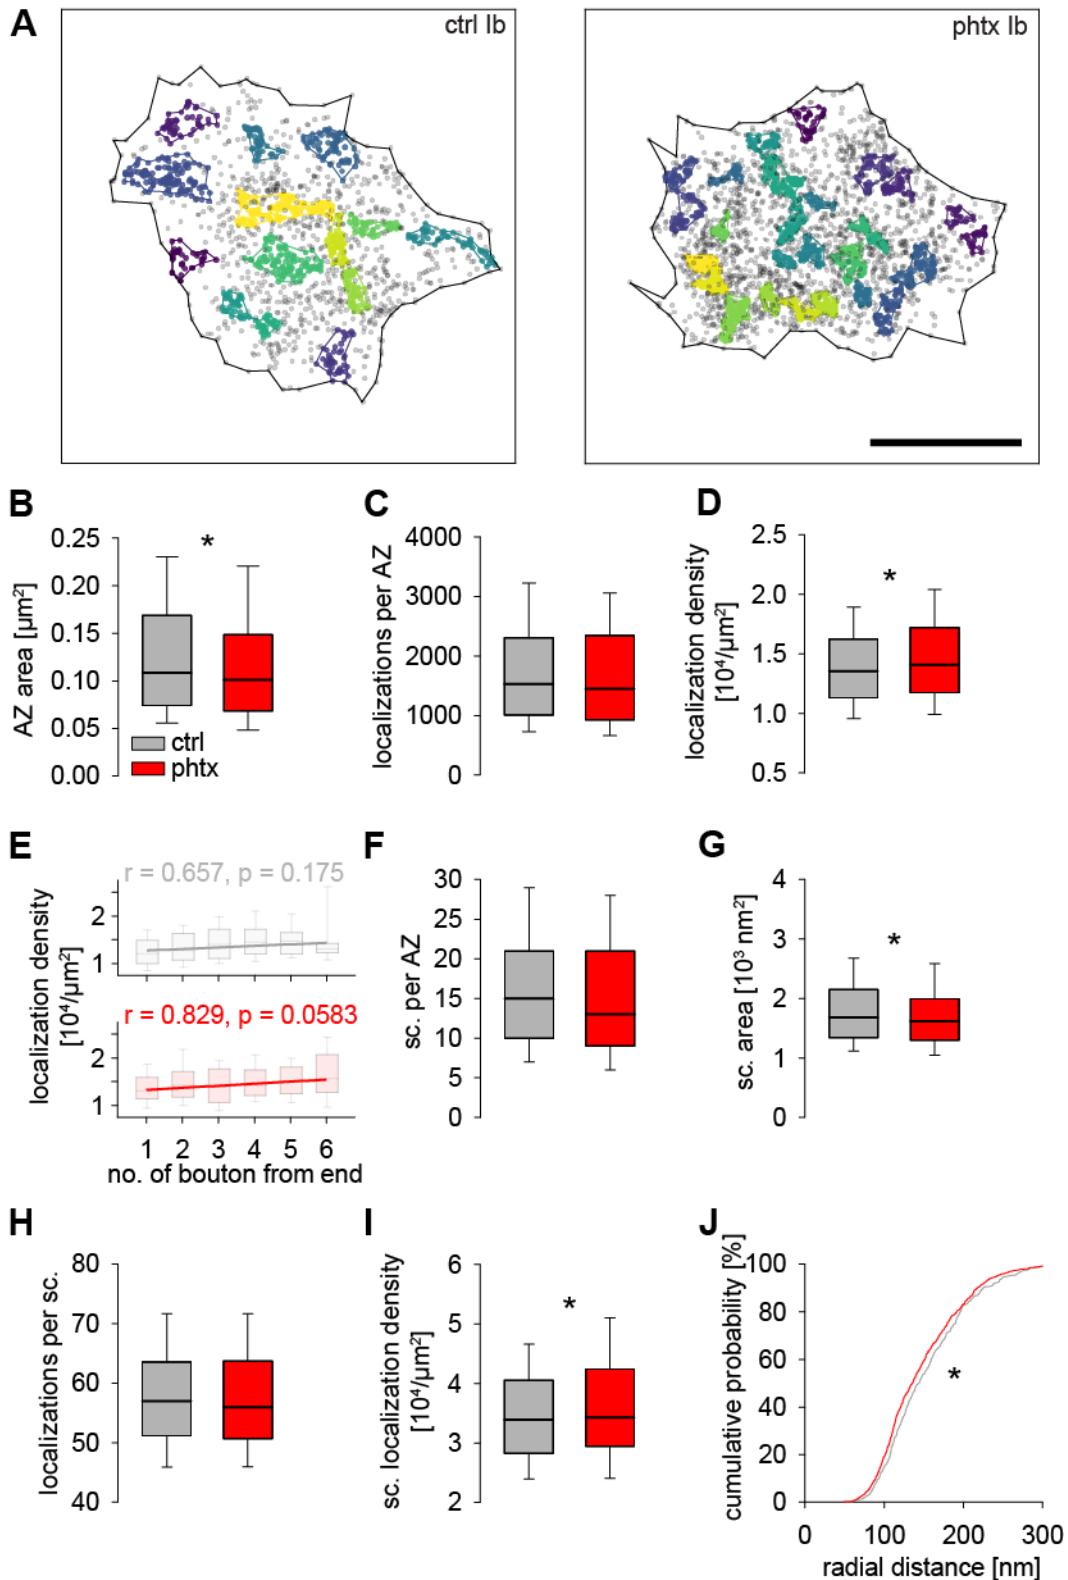 A
ctrl Ib
phtx Ib
B
AZ area [µm²]
0.25
0.20
0.15
0.10
0.05
0.00
*
ctrl
phtx
C
localizations per AZ
4000
3000
2000
1000
0
D
localization density
[10⁴/µm²]
2.5
2.0
1.5
1.0
0.5
*
E
localization density
[10⁴/µm²]
r = 0.657, p = 0.175
2
1
r = 0.829, p = 0.0583
2
1
1 2 3 4 5 6
no. of bouton from end
F
sc. per AZ
30
25
20
15
10
5
0
G
sc. area [10³ nm²]
4
3
2
1
0
*
H
localizations per sc.
80
70
60
50
40
I
sc. localization density
[10⁴/µm²]
6
5
4
3
2
*
J
cumulative probability [%]
100
80
60
40
20
0
*
0 100 200 300
radial distance [nm]